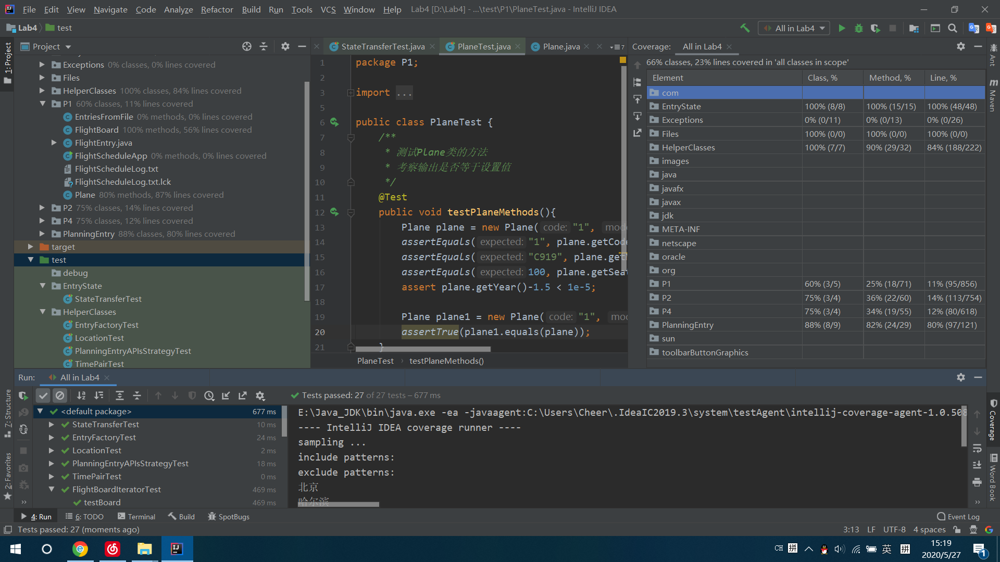 File Edit View Navigate Code Analyze Refactor Build Run Tools VCS Window Help Lab4 [D:\Lab4] - ...\test\P1\PlaneTest.java - IntelliJ IDEA
Lab4 test
All in Lab4
1: Project
Project
Exceptions 0% classes, 0% lines covered
Files
HelperClasses 100% classes, 84% lines covered
P1 60% classes, 11% lines covered
EntriesFromFile 0% methods, 0% lines covered
FlightBoard 100% methods, 56% lines covered
FlightEntry.java
FlightScheduleApp 0% methods, 0% lines covered
FlightScheduleLog.txt
FlightScheduleLog.txt.lck
Plane 80% methods, 87% lines covered
P2 75% classes, 14% lines covered
P4 75% classes, 12% lines covered
PlanningEntry 88% classes, 80% lines covered
target
test
debug
EntryState
StateTransferTest
HelperClasses
EntryFactoryTest
LocationTest
PlanningEntryAPIsStrategyTest
TimePairTest
StateTransferTest.java PlaneTest.java Plane.java 7
1 package P1;
2
3 import ...
5
6 public class PlaneTest {
7 /**
8 * 测试Plane类的方法
9 * 考察输出是否等于设置值
10 */
11 @Test
12 public void testPlaneMethods(){
13 Plane plane = new Plane( code: "1", mod
14 assertEquals( expected: "1", plane.getCod
15 assertEquals( expected: "C919", plane.get
16 assertEquals( expected: 100, plane.getSea
17 assert plane.getYear()-1.5 < 1e-5;
18
19 Plane plane1 = new Plane( code: "1", mod
20 assertTrue(plane1.equals(plane));
21 }
PlaneTest › testPlaneMethods()
Coverage: All in Lab4
66% classes, 23% lines covered in 'all classes in scope'
Element Class, % Method, % Line, %
com
EntryState 100% (8/8) 100% (15/15) 100% (48/48)
Exceptions 0% (0/11) 0% (0/13) 0% (0/26)
Files 100% (0/0) 100% (0/0) 100% (0/0)
HelperClasses 100% (7/7) 90% (29/32) 84% (188/222)
images
java
javafx
javax
jdk
META-INF
netscape
oracle
org
P1 60% (3/5) 25% (18/71) 11% (95/856)
P2 75% (3/4) 36% (22/60) 14% (113/754)
P4 75% (3/4) 34% (19/55) 12% (80/618)
PlanningEntry 88% (8/9) 82% (24/29) 80% (97/121)
sun
toolbarButtonGraphics
Ant
Maven
Run: All in Lab4
Tests passed: 27 of 27 tests – 677 ms
<default package> 677 ms
StateTransferTest 10 ms
EntryFactoryTest 24 ms
LocationTest 2 ms
PlanningEntryAPIsStrategyTest 18 ms
TimePairTest 0 ms
FlightBoardIteratorTest 469 ms
testBoard 469 ms
E:\Java_JDK\bin\java.exe -ea -javaagent:C:\Users\Cheer\.IdeaIC2019.3\system\testAgent\intellij-coverage-agent-1.0.508
---- IntelliJ IDEA coverage runner ----
sampling ...
include patterns:
exclude patterns:
北京
哈尔滨
7: Structure
2: Favorites
Coverage
Word Book
4: Run 6: TODO Terminal Build SpotBugs Event Log
Tests passed: 27 (moments ago) 3:13 LF UTF-8 4 spaces
CH 拼 英 拼 15:19
2020/5/27
1